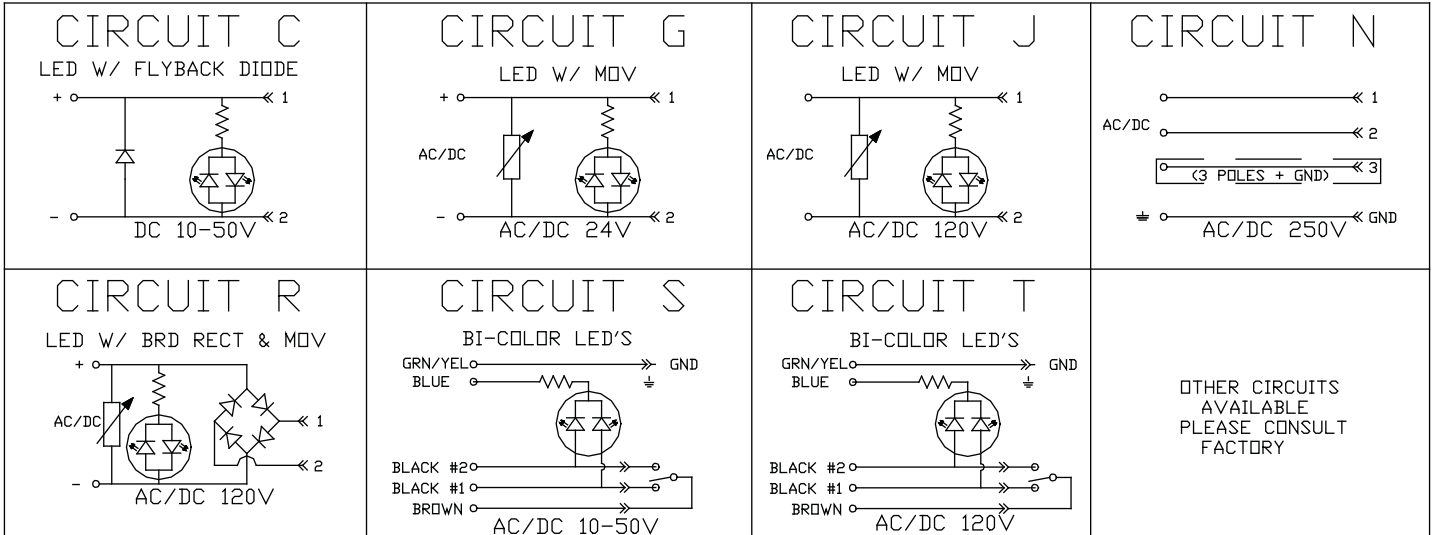 CIRCUIT C
LED W/ FLYBACK DIODE
+ 1
- 2
DC 10-50V
CIRCUIT G
LED W/ MOV
+ 1
AC/DC
- 2
AC/DC 24V
CIRCUIT J
LED W/ MOV
1
AC/DC
2
AC/DC 120V
CIRCUIT N
1
AC/DC
2
3
(3 POLES + GND)
GND
AC/DC 250V
CIRCUIT R
LED W/ BRD RECT & MOV
+
AC/DC
1
2
-
AC/DC 120V
CIRCUIT S
BI-COLOR LED'S
GRN/YEL GND
BLUE
BLACK #2
BLACK #1
BROWN
AC/DC 10-50V
CIRCUIT T
BI-COLOR LED'S
GRN/YEL GND
BLUE
BLACK #2
BLACK #1
BROWN
AC/DC 120V
OTHER CIRCUITS
AVAILABLE
PLEASE CONSULT
FACTORY